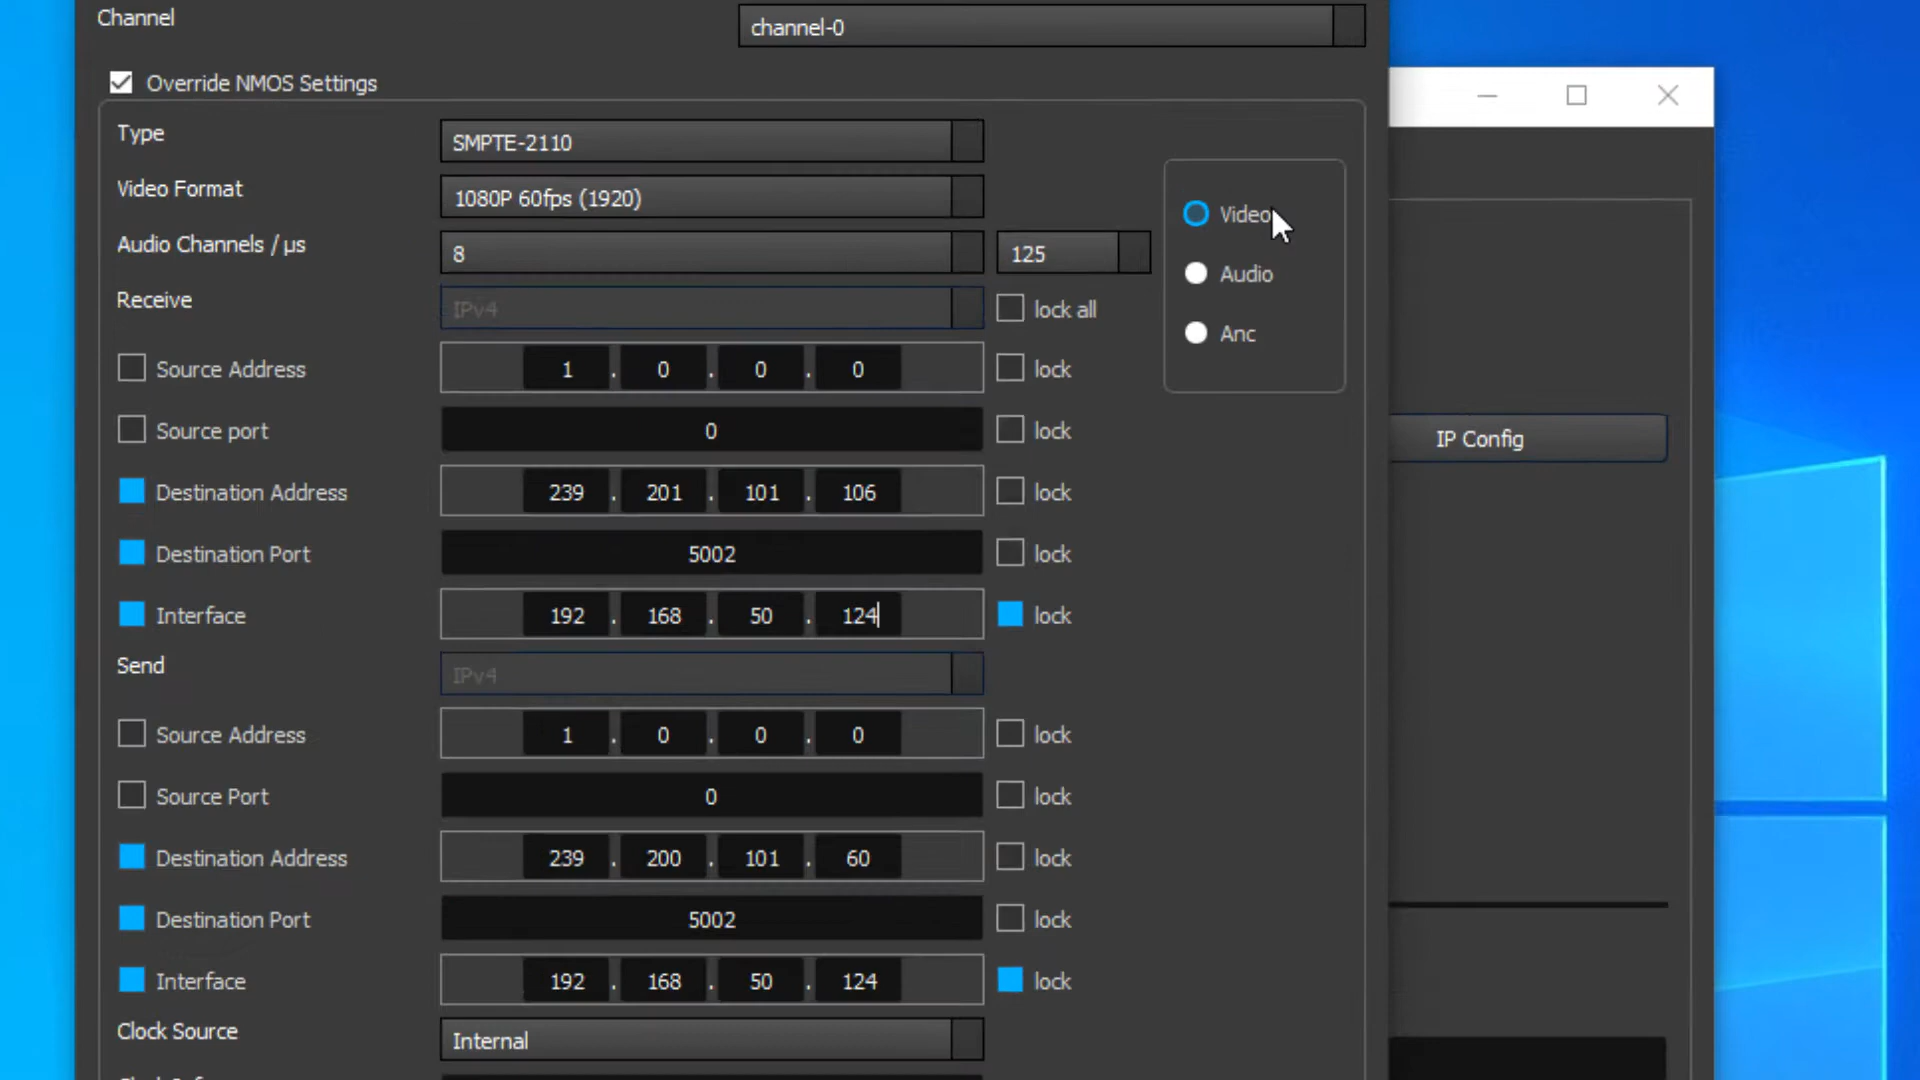 Channel channel-0
Override NMOS Settings
Type SMPTE-2110
Video Format 1080P 60fps (1920)
Video
Audio Channels / µs 8 125
Audio
Receive IPv4 lock all
Anc
Source Address 1 . 0 . 0 . 0 lock
Source port 0 lock
IP Config
Destination Address 239 . 201 . 101 . 106 lock
Destination Port 5002 lock
Interface 192 . 168 . 50 . 124 lock
Send IPv4
Source Address 1 . 0 . 0 . 0 lock
Source Port 0 lock
Destination Address 239 . 200 . 101 . 60 lock
Destination Port 5002 lock
Interface 192 . 168 . 50 . 124 lock
Clock Source Internal